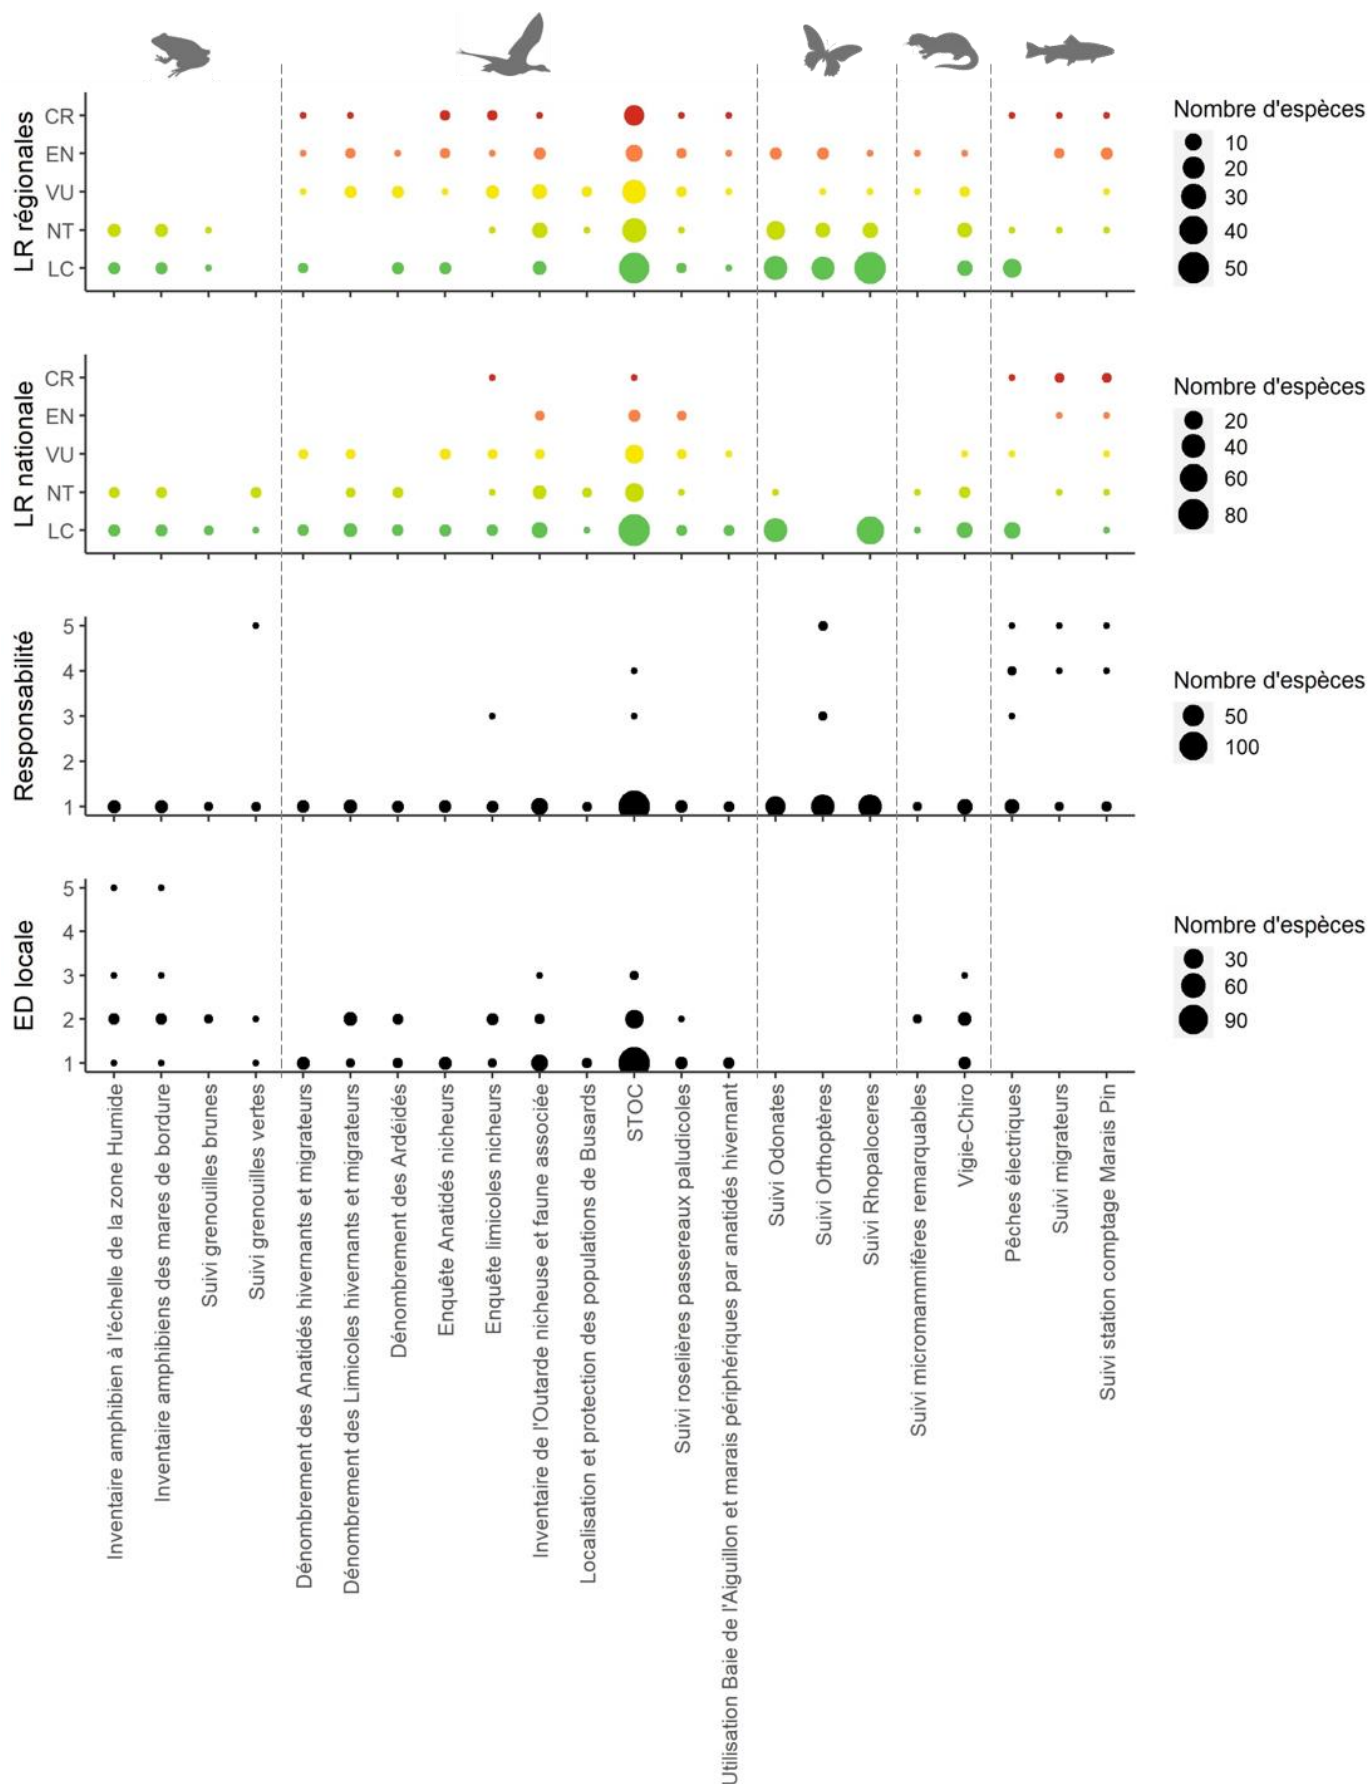 LR régionales
CR
EN
VU
NT
LC
Nombre d'espèces
10
20
30
40
50
LR nationale
CR
EN
VU
NT
LC
Nombre d'espèces
20
40
60
80
Responsabilité
5
4
3
2
1
Nombre d'espèces
50
100
ED locale
5
4
3
2
1
Nombre d'espèces
30
60
90
Inventaire amphibien à l'échelle de la zone Humide
Inventaire amphibiens des mares de bordure
Suivi grenouilles brunes
Suivi grenouilles vertes
Dénombrement des Anatidés hivernants et migrateurs
Dénombrement des Limicoles hivernants et migrateurs
Dénombrement des Ardéidés
Enquête Anatidés nicheurs
Enquête limicoles nicheurs
Inventaire de l'Outarde nicheuse et faune associée
Localisation et protection des populations de Busards
STOC
Suivi roselières passereaux paludicoles
Utilisation Baie de l'Aiguillon et marais périphériques par anatidés hivernant
Suivi Odonates
Suivi Orthoptères
Suivi Rhopaloceres
Suivi micromammifères remarquables
Vigie-Chiro
Pêches électriques
Suivi migrateurs
Suivi station comptage Marais Pin